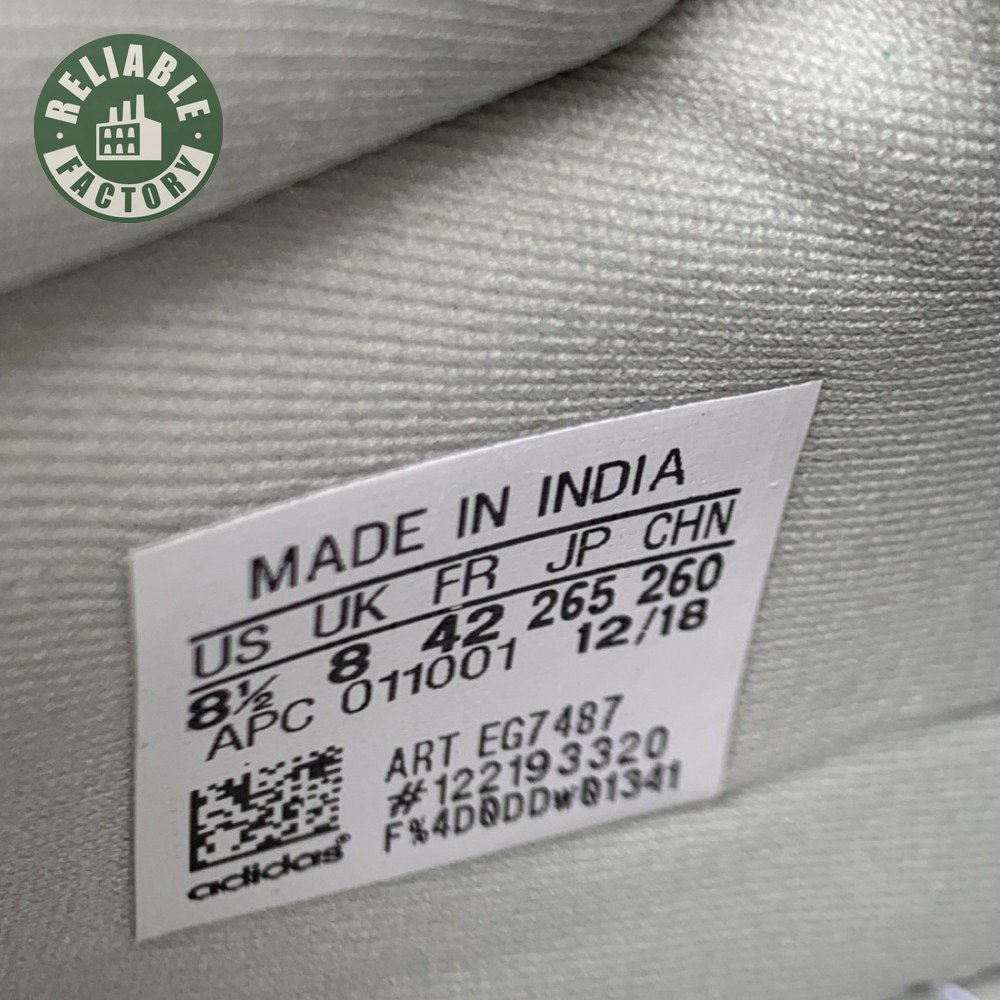 RELIABLE
FACTORY
MADE IN INDIA
US UK FR JP CHN
8½ 8 42 265 260
APC 011001 12/18
ART EG7487
#122193320
F%4D0DDw01341
adidas®